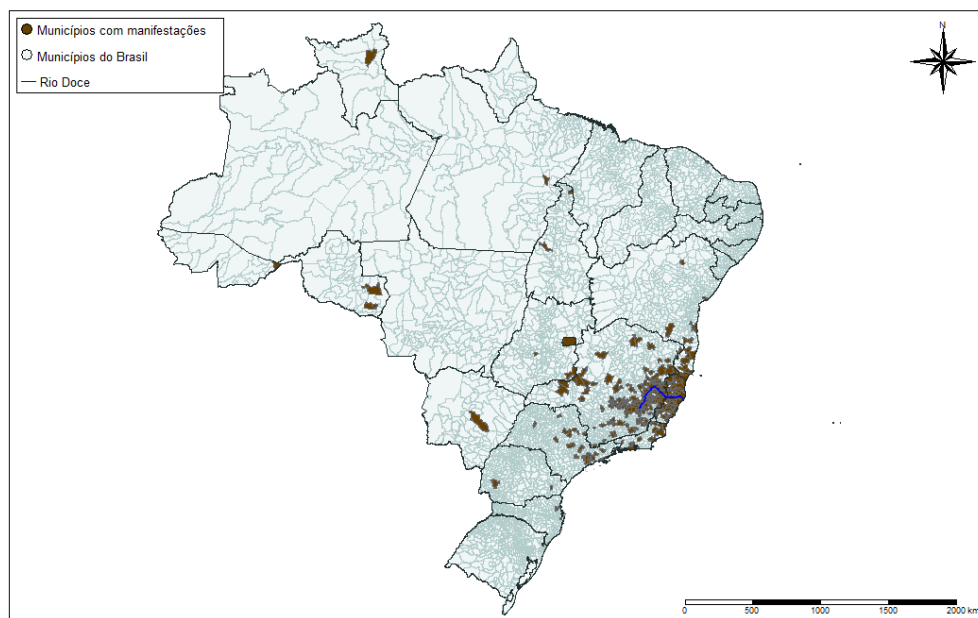 Municípios com manifestações
Municípios do Brasil
Rio Doce
N
0 500 1000 1500 2000 km